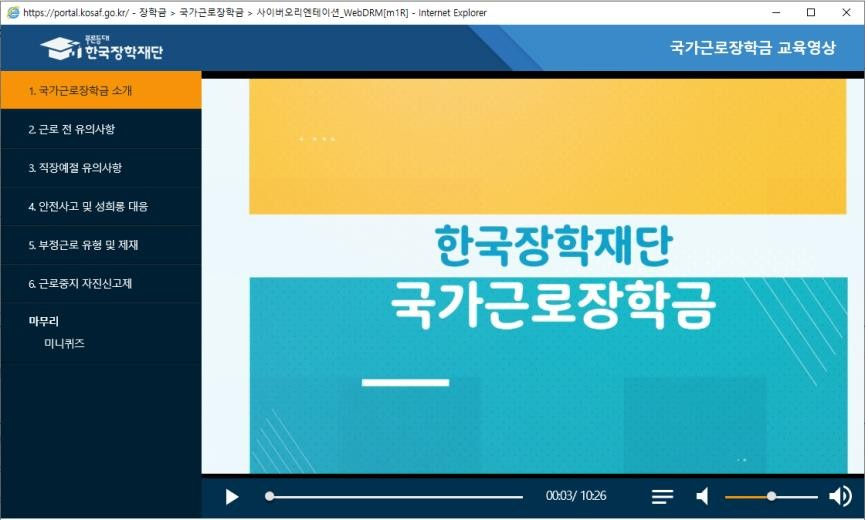 https://portal.kosaf.go.kr/ - 장학금 > 국가근로장학금 > 사이버오리엔테이션_WebDRM[m1R] - Internet Explorer
푸른등대
한국장학재단
국가근로장학금 교육영상
1. 국가근로장학금 소개
2. 근로 전 유의사항
3. 직장예절 유의사항
4. 안전사고 및 성희롱 대응
5. 부정근로 유형 및 제재
6. 근로중지 자진신고제
마무리
미니퀴즈
한국장학재단
국가근로장학금
00:03/ 10:26